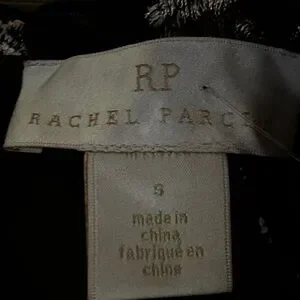 RP
RACHEL PARC
S
made in
china
fabriqué en
chine